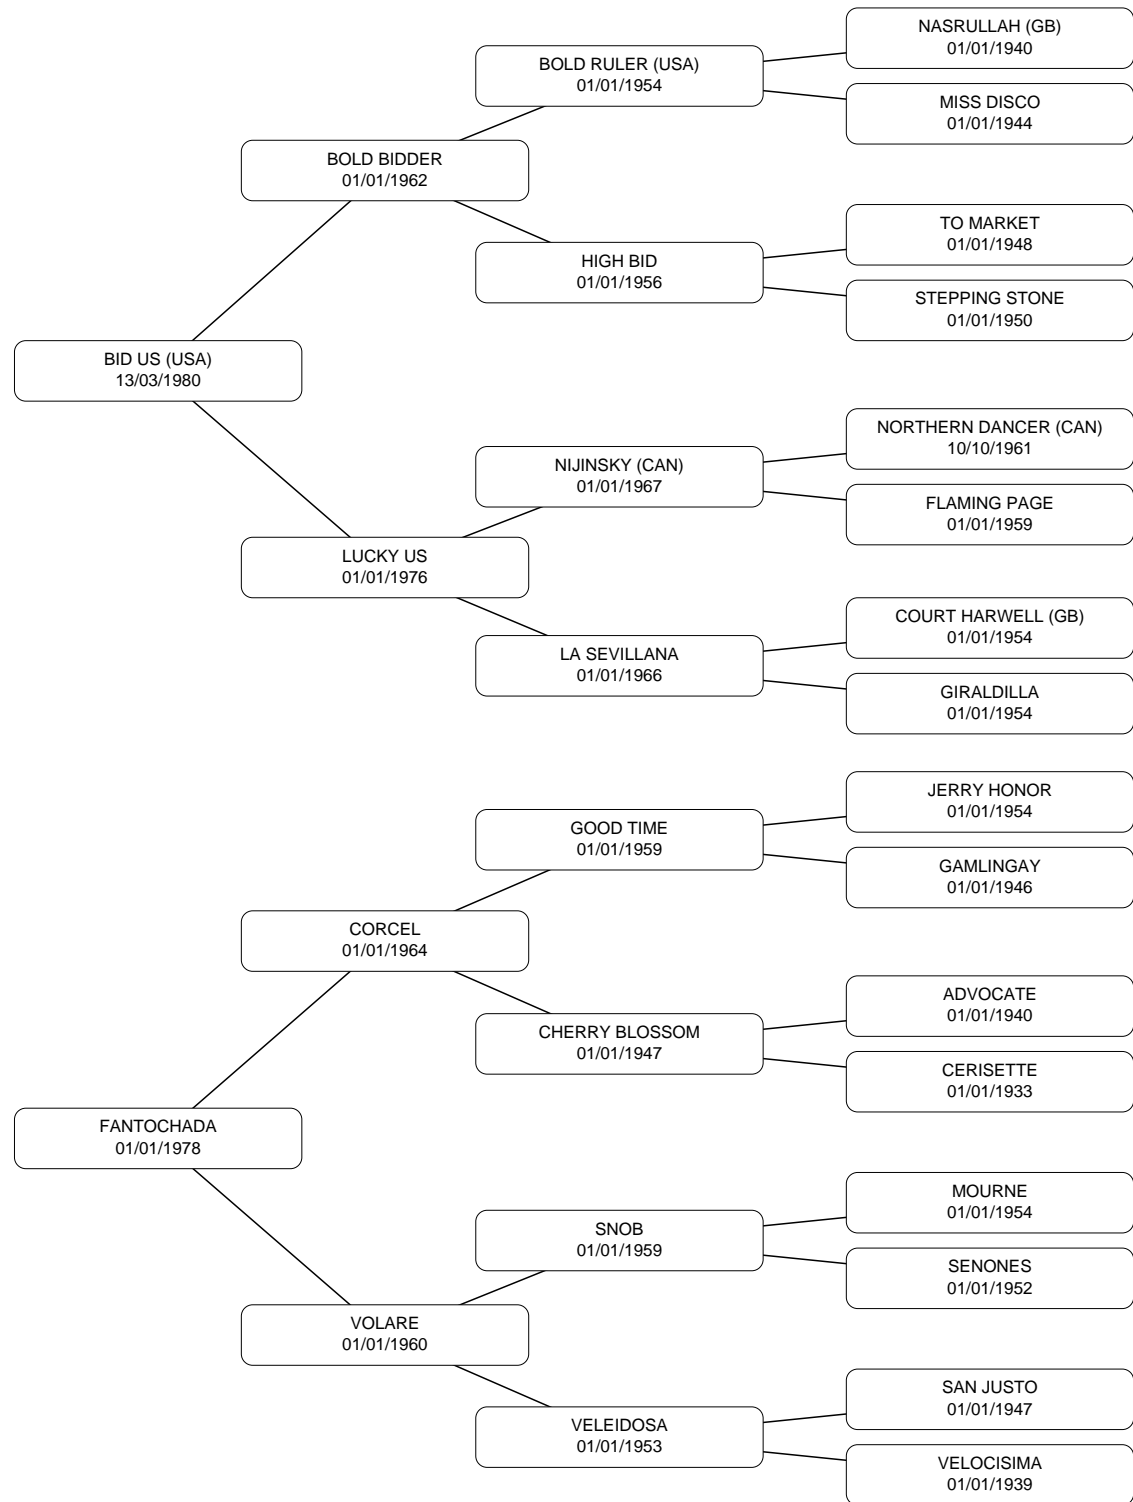 NASRULLAH (GB)
01/01/1940
BOLD RULER (USA)
01/01/1954
MISS DISCO
01/01/1944
BOLD BIDDER
01/01/1962
TO MARKET
01/01/1948
HIGH BID
01/01/1956
STEPPING STONE
01/01/1950
BID US (USA)
13/03/1980
NORTHERN DANCER (CAN)
10/10/1961
NIJINSKY (CAN)
01/01/1967
FLAMING PAGE
01/01/1959
LUCKY US
01/01/1976
COURT HARWELL (GB)
01/01/1954
LA SEVILLANA
01/01/1966
GIRALDILLA
01/01/1954
JERRY HONOR
01/01/1954
GOOD TIME
01/01/1959
GAMLINGAY
01/01/1946
CORCEL
01/01/1964
ADVOCATE
01/01/1940
CHERRY BLOSSOM
01/01/1947
CERISETTE
01/01/1933
FANTOCHADA
01/01/1978
MOURNE
01/01/1954
SNOB
01/01/1959
SENONES
01/01/1952
VOLARE
01/01/1960
SAN JUSTO
01/01/1947
VELEIDOSA
01/01/1953
VELOCISIMA
01/01/1939